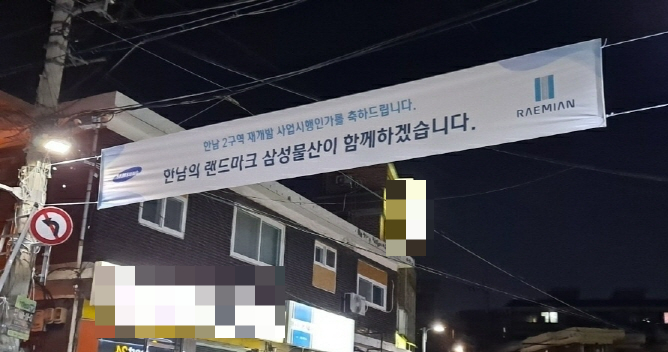 한남 2구역 재개발 사업시행인가를 축하드립니다.
SAMSUNG
한남의 랜드마크 삼성물산이 함께하겠습니다.
RAEMIAN